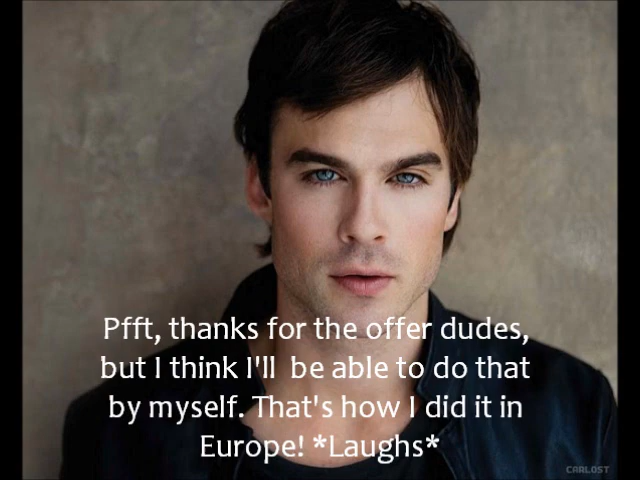 Pfft, thanks for the offer dudes,
but I think I'll  be able to do that
by myself. That's how I did it in
Europe! *Laughs*
CARLOST